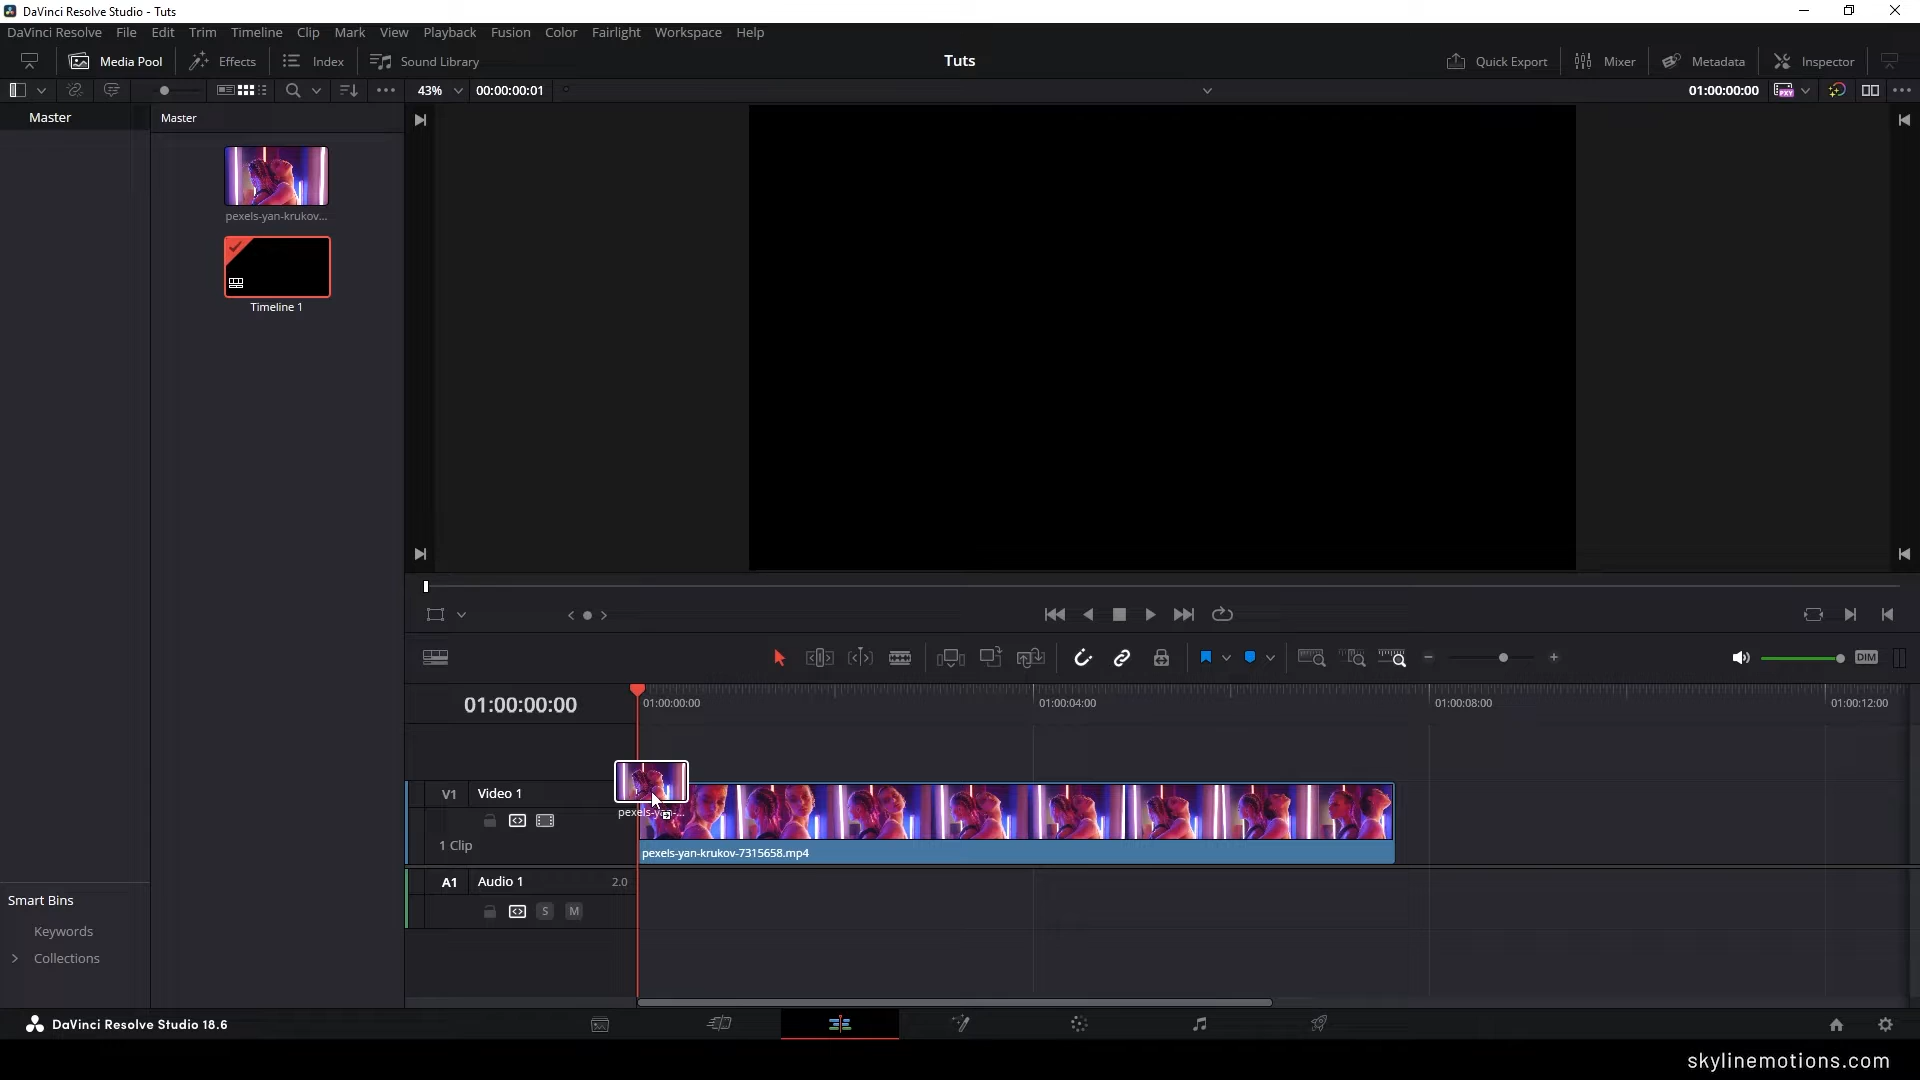 DaVinci Resolve Studio - Tuts
DaVinci Resolve File Edit Trim Timeline Clip Mark View Playback Fusion Color Fairlight Workspace Help
Media Pool Effects Index Sound Library Tuts Quick Export Mixer Metadata Inspector
43% 00:00:00:01 01:00:00:00 PXY
Master Master
pexels-yan-krukov...
Timeline 1
DIM
01:00:00:00 01:00:00:00 01:00:04:00 01:00:08:00 01:00:12:00
V1 Video 1
pexels-yan-...
1 Clip
pexels-yan-krukov-7315658.mp4
A1 Audio 1 2.0
S M
Smart Bins
Keywords
Collections
DaVinci Resolve Studio 18.6
skylinemotions.com